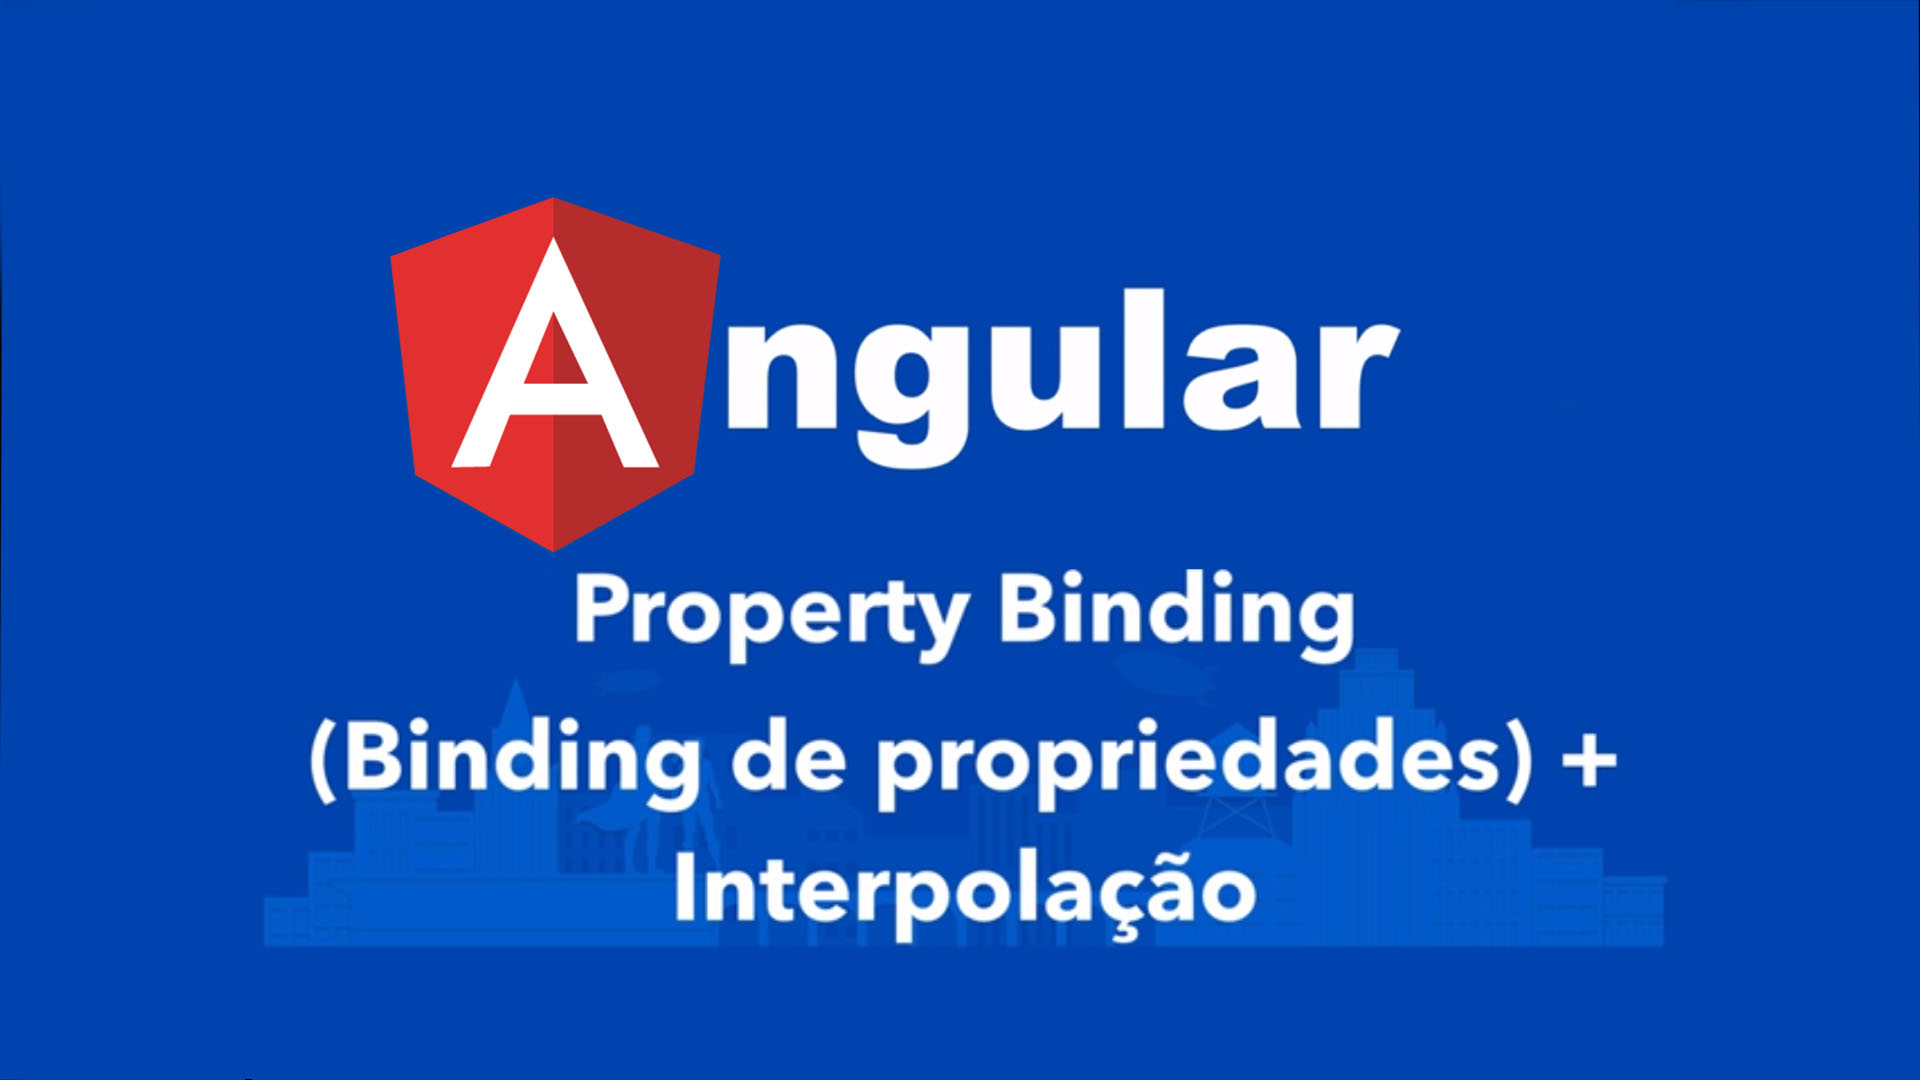 Angular
Property Binding
(Binding de propriedades) +
Interpolação